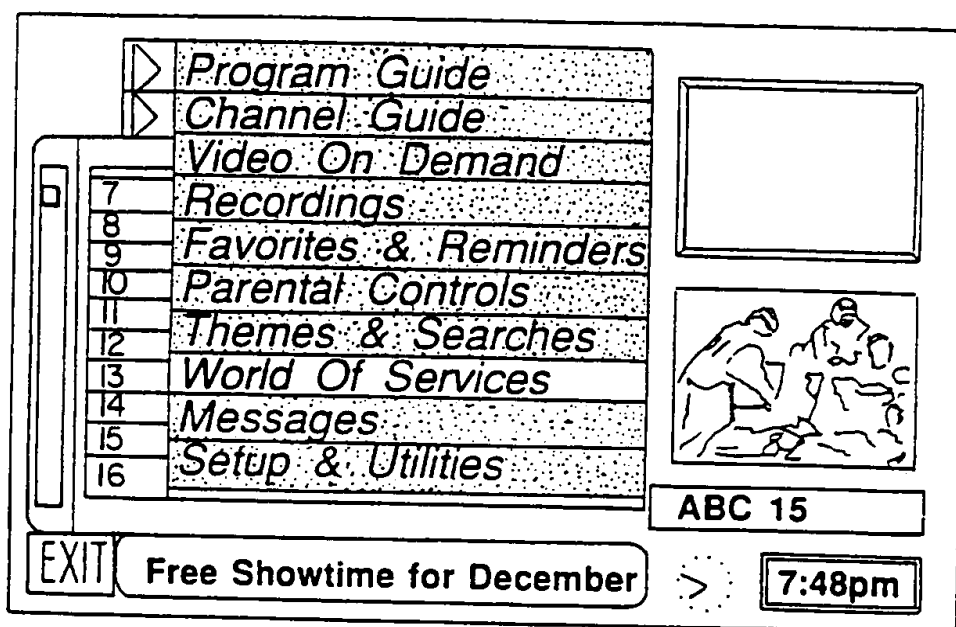 Program Guide
Channel Guide
Video On Demand
7 Recordings
8
9 Favorites & Reminders
10 Parental Controls
11
12 Themes & Searches
13 World Of Services
14 Messages
15
16 Setup & Utilities
ABC 15
EXIT Free Showtime for December 7:48pm